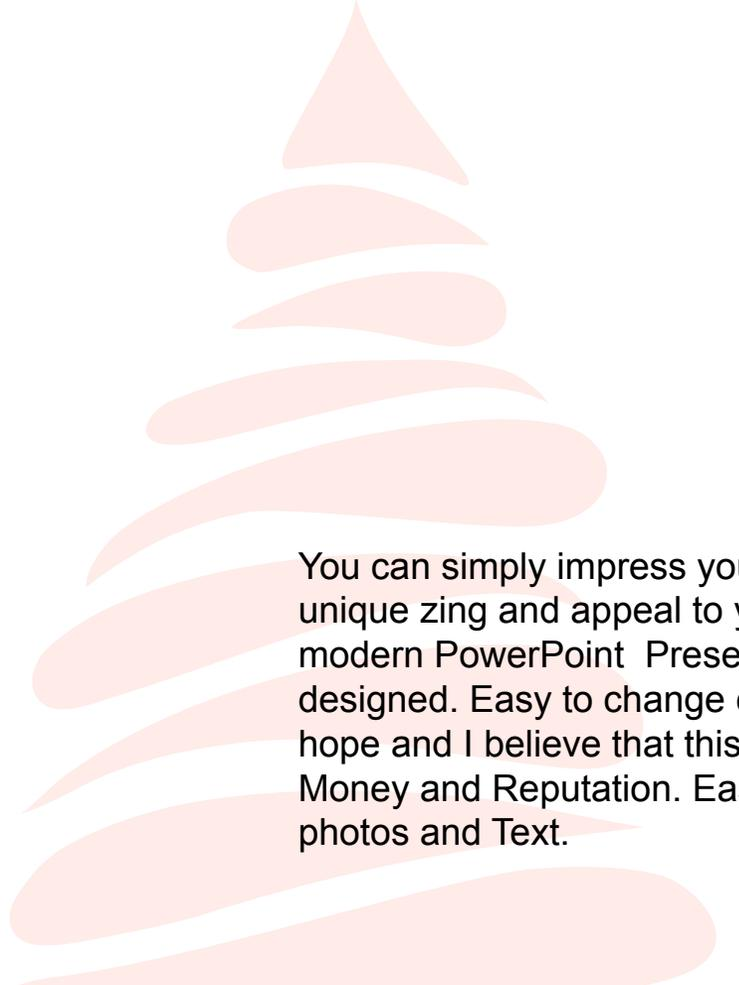 You can simply impress you
unique zing and appeal to y
modern PowerPoint  Prese
designed. Easy to change c
hope and I believe that this
Money and Reputation. Ea
photos and Text.